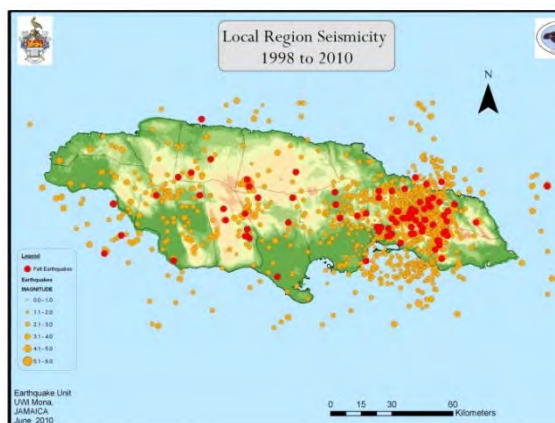 Local Region Seismicity
1998 to 2010
N
Legend
Felt Earthquakes
Earthquakes
MAGNITUDE
0.0 - 1.0
1.1 - 2.0
2.1 - 3.0
3.1 - 4.0
4.1 - 5.0
5.1 - 6.0
Earthquake Unit
UWI Mona,
JAMAICA
June 2010
0 15 30 60
Kilometers